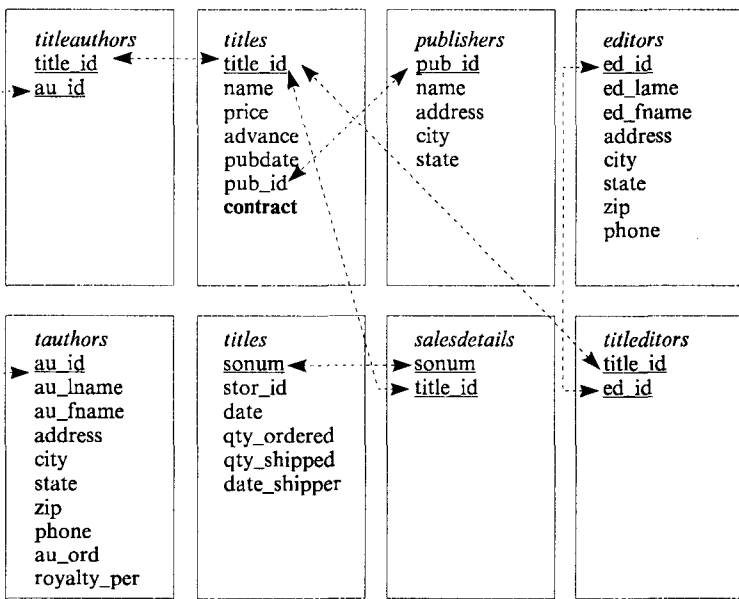 titleauthors
title_id
au_id
titles
title_id
name
price
advance
pubdate
pub_id
contract
publishers
pub_id
name
address
city
state
editors
ed_id
ed_lame
ed_fname
address
city
state
zip
phone
tauthors
au_id
au_lname
au_fname
address
city
state
zip
phone
au_ord
royalty_per
titles
sonum
stor_id
date
qty_ordered
qty_shipped
date_shipper
salesdetails
sonum
title_id
titleditors
title_id
ed_id